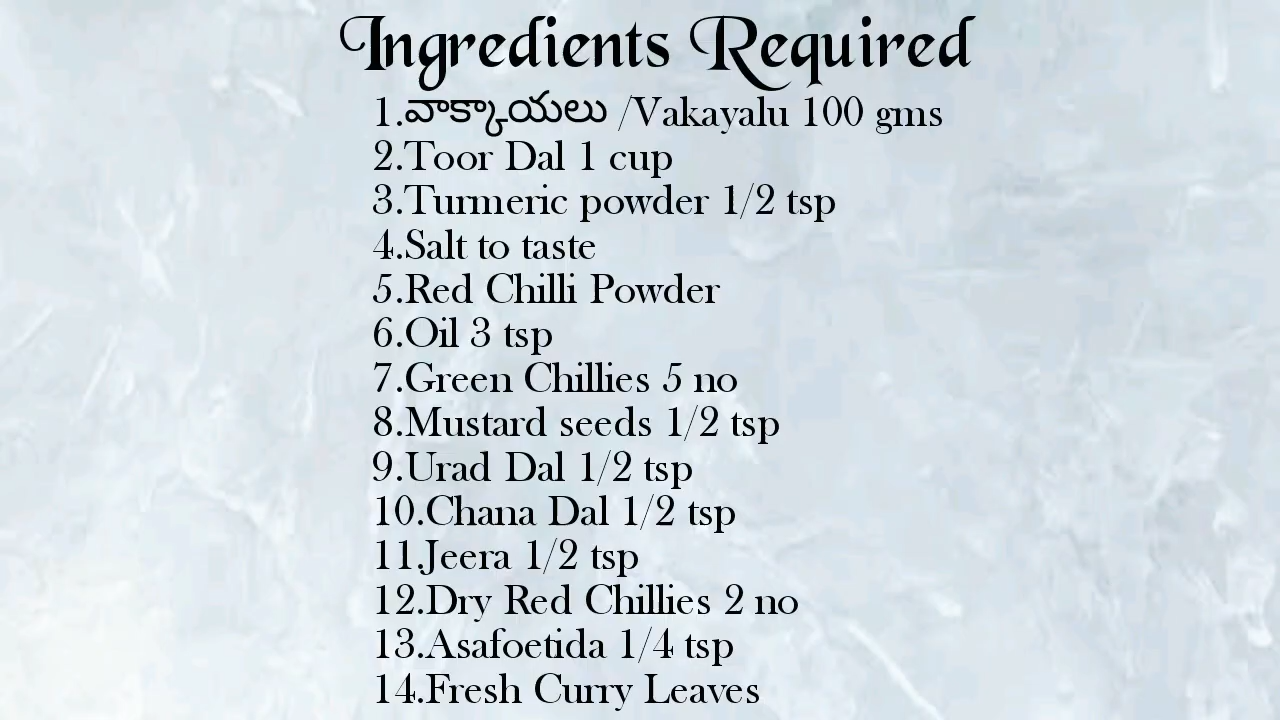 Ingredients Required
1.వాక్కాయలు /Vakayalu 100 gms
2.Toor Dal 1 cup
3.Turmeric powder 1/2 tsp
4.Salt to taste
5.Red Chilli Powder
6.Oil 3 tsp
7.Green Chillies 5 no
8.Mustard seeds 1/2 tsp
9.Urad Dal 1/2 tsp
10.Chana Dal 1/2 tsp
11.Jeera 1/2 tsp
12.Dry Red Chillies 2 no
13.Asafoetida 1/4 tsp
14.Fresh Curry Leaves